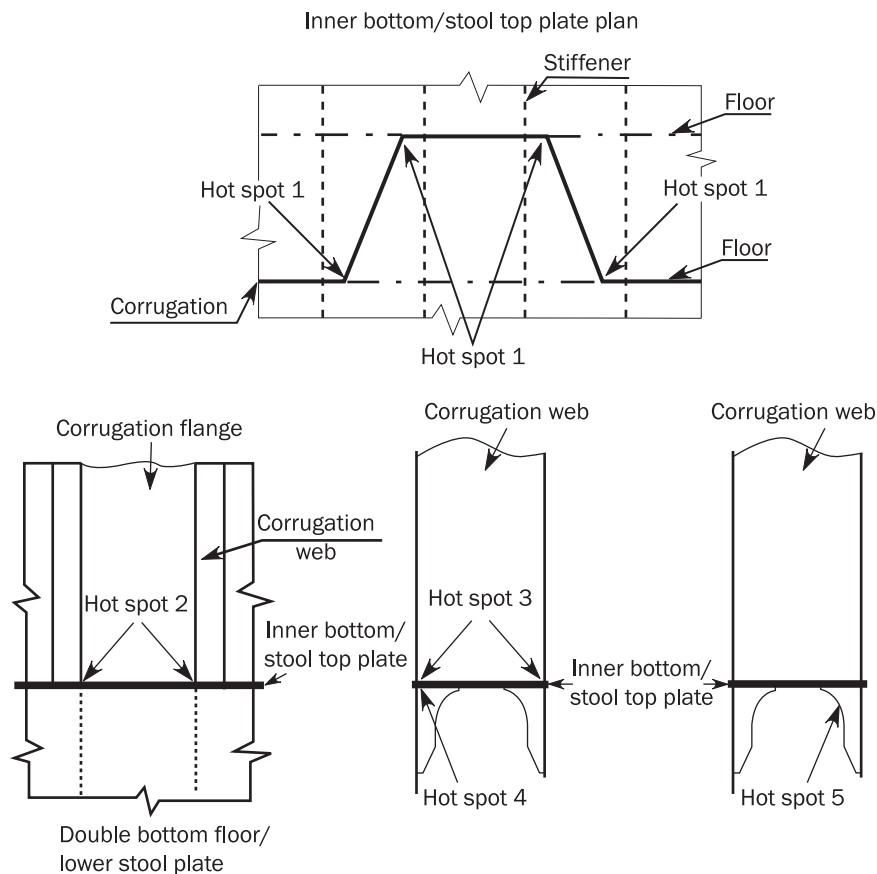 Inner bottom/stool top plate plan
Stiffener
Floor
Hot spot 1
Hot spot 1
Floor
Corrugation
Hot spot 1
Corrugation flange
Corrugation
web
Hot spot 2
Inner bottom/
stool top plate
Double bottom floor/
lower stool plate
Corrugation web
Hot spot 3
Inner bottom/
stool top plate
Hot spot 4
Corrugation web
Hot spot 5